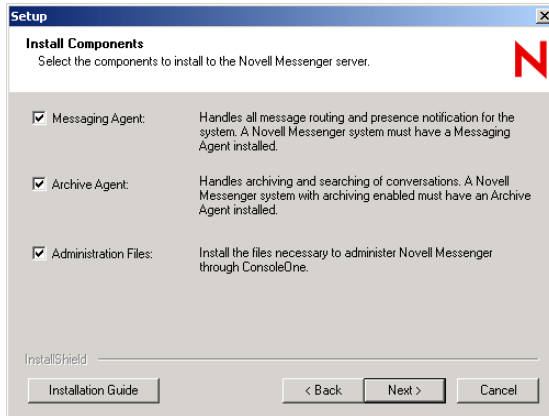 Setup
Install Components
Select the components to install to the Novell Messenger server.
N
Messaging Agent:
Handles all message routing and presence notification for the
system. A Novell Messenger system must have a Messaging
Agent installed.
Archive Agent:
Handles archiving and searching of conversations. A Novell
Messenger system with archiving enabled must have an Archive
Agent installed.
Administration Files:
Install the files necessary to administer Novell Messenger
through ConsoleOne.
InstallShield
Installation Guide
< Back
Next >
Cancel